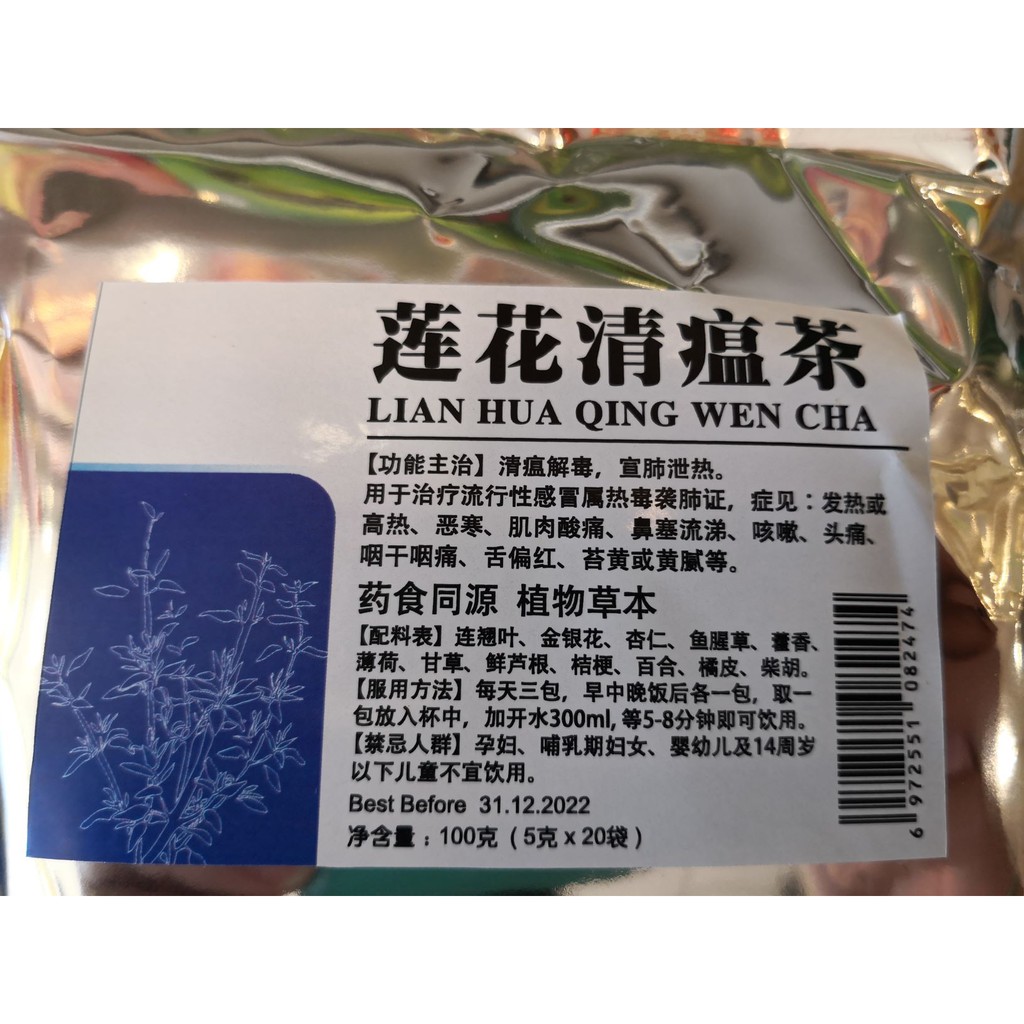 莲花清瘟茶
LIAN HUA QING WEN CHA
【功能主治】清瘟解毒，宣肺泄热。
用于治疗流行性感冒属热毒袭肺证，症见：发热或
高热、恶寒、肌肉酸痛、鼻塞流涕、咳嗽、头痛、
咽干咽痛、舌偏红、苔黄或黄腻等。
药食同源 植物草本
【配料表】连翘叶、金银花、杏仁、鱼腥草、藿香、
薄荷、甘草、鲜芦根、桔梗、百合、橘皮、柴胡。
【服用方法】每天三包，早中晚饭后各一包，取一
包放入杯中，加开水300ml，等5-8分钟即可饮用。
【禁忌人群】孕妇、哺乳期妇女、婴幼儿及14周岁
以下儿童不宜饮用。
Best Before 31.12.2022
净含量：100克（5克 x 20袋）
6 972551 082474